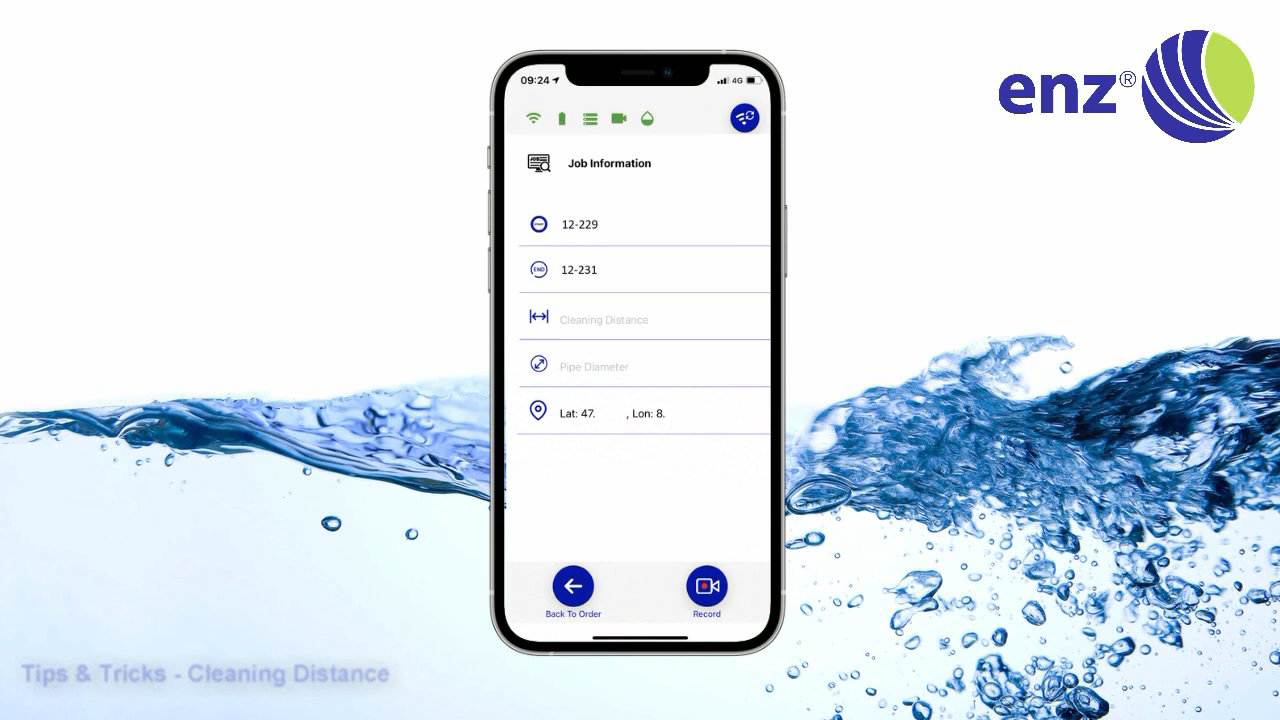 enz®
09:24
4G
Job Information
12-229
END
12-231
Cleaning Distance
Pipe Diameter
Lat: 47. , Lon: 8.
Back To Order
Record
Tips & Tricks - Cleaning Distance